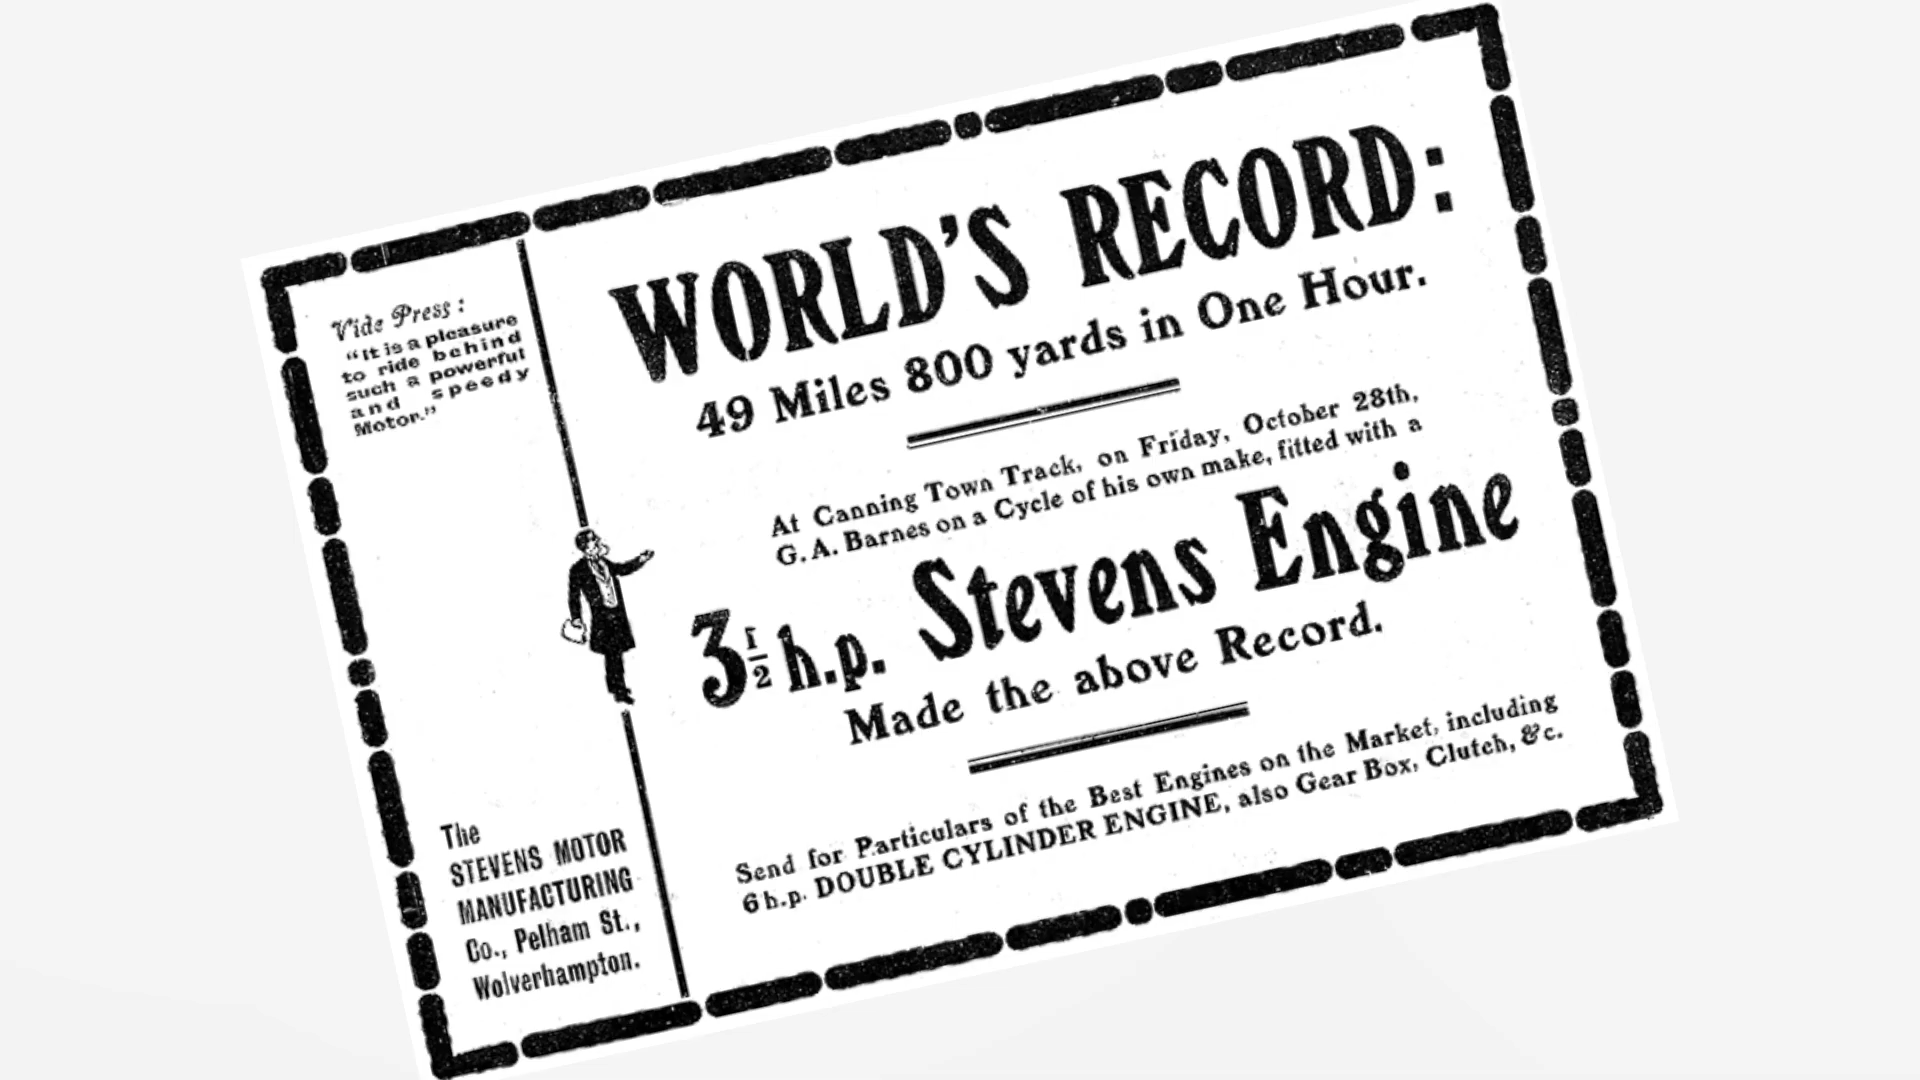 Vide Press:
"It is a pleasure
to ride behind
such a powerful
and speedy
Motor."
The
STEVENS MOTOR
MANUFACTURING
Co., Pelham St.,
Wolverhampton.
WORLD'S RECORD:
49 Miles 800 yards in One Hour.
At Canning Town Track, on Friday, October 28th,
G. A. Barnes on a Cycle of his own make, fitted with a
3½ h.p. Stevens Engine
Made the above Record.
Send for Particulars of the Best Engines on the Market, including
6 h.p. DOUBLE CYLINDER ENGINE, also Gear Box, Clutch, &c.